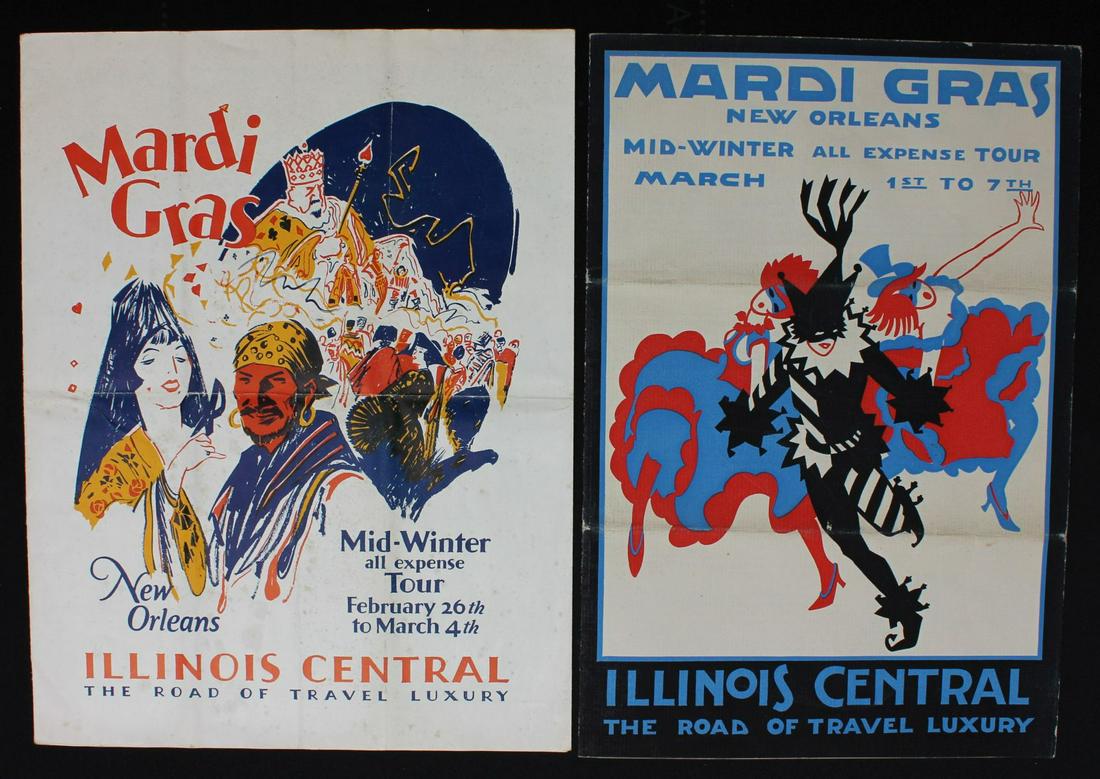 Mardi
Gras
New
Orleans
Mid-Winter
all expense
Tour
February 26th
to March 4th
ILLINOIS CENTRAL
THE ROAD OF TRAVEL LUXURY
MARDI GRAS
NEW ORLEANS
MID-WINTER ALL EXPENSE TOUR
MARCH 1ST TO 7TH
ILLINOIS CENTRAL
THE ROAD OF TRAVEL LUXURY